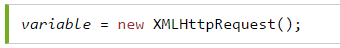 variable = new XMLHttpRequest();